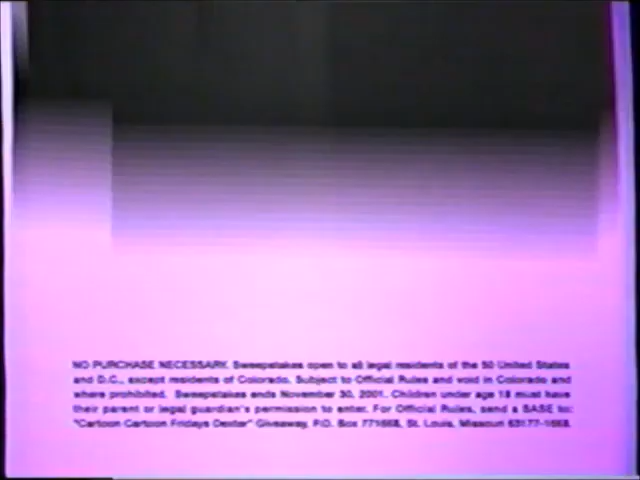 NO PURCHASE NECESSARY. Sweepstakes open to all legal residents of the 50 United States
and D.C., except residents of Colorado. Subject to Official Rules and void in Colorado and
where prohibited. Sweepstakes ends November 30, 2001. Children under age 18 must have
their parent or legal guardian's permission to enter. For Official Rules, send a SASE to:
"Cartoon Cartoon Fridays Dexter" Giveaway, P.O. Box 771668, St. Louis, Missouri 63177-1668.